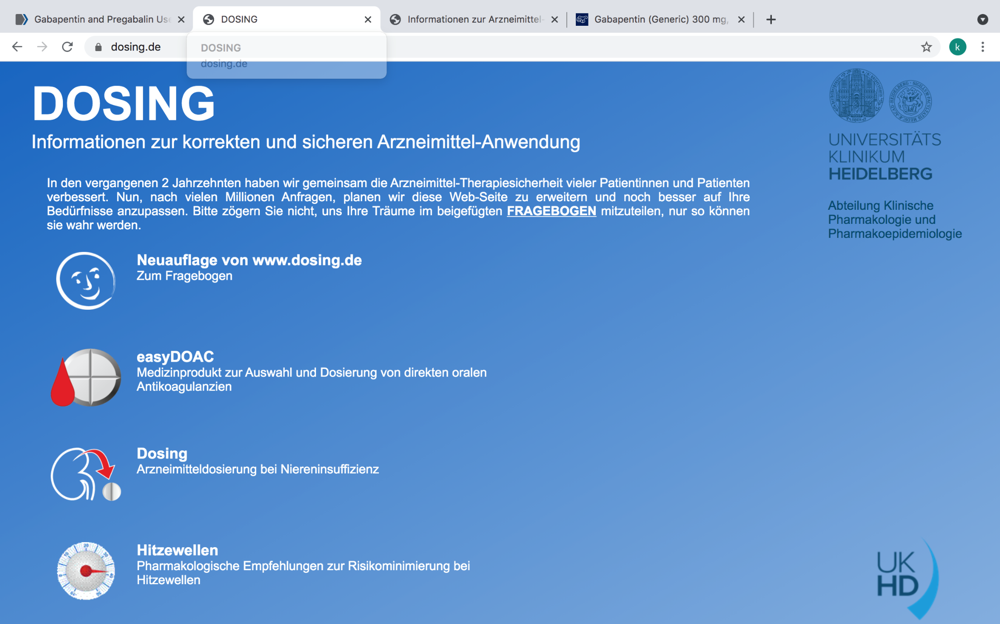 Gabapentin and Pregabalin Use
DOSING
Informationen zur Arzneimittel-
Gabapentin (Generic) 300 mg,
dosing.de
k
DOSING
dosing.de
DOSING
Informationen zur korrekten und sicheren Arzneimittel-Anwendung
In den vergangenen 2 Jahrzehnten haben wir gemeinsam die Arzneimittel-Therapiesicherheit vieler Patientinnen und Patienten
verbessert. Nun, nach vielen Millionen Anfragen, planen wir diese Web-Seite zu erweitern und noch besser auf Ihre
Bedürfnisse anzupassen. Bitte zögern Sie nicht, uns Ihre Träume im beigefügten FRAGEBOGEN mitzuteilen, nur so können
sie wahr werden.
UNIVERSITÄTS
KLINIKUM
HEIDELBERG
Abteilung Klinische
Pharmakologie und
Pharmakoepidemiologie
Neuauflage von www.dosing.de
Zum Fragebogen
easyDOAC
Medizinprodukt zur Auswahl und Dosierung von direkten oralen
Antikoagulanzien
Dosing
Arzneimitteldosierung bei Niereninsuffizienz
Hitzewellen
Pharmakologische Empfehlungen zur Risikominimierung bei
Hitzewellen
UK
HD